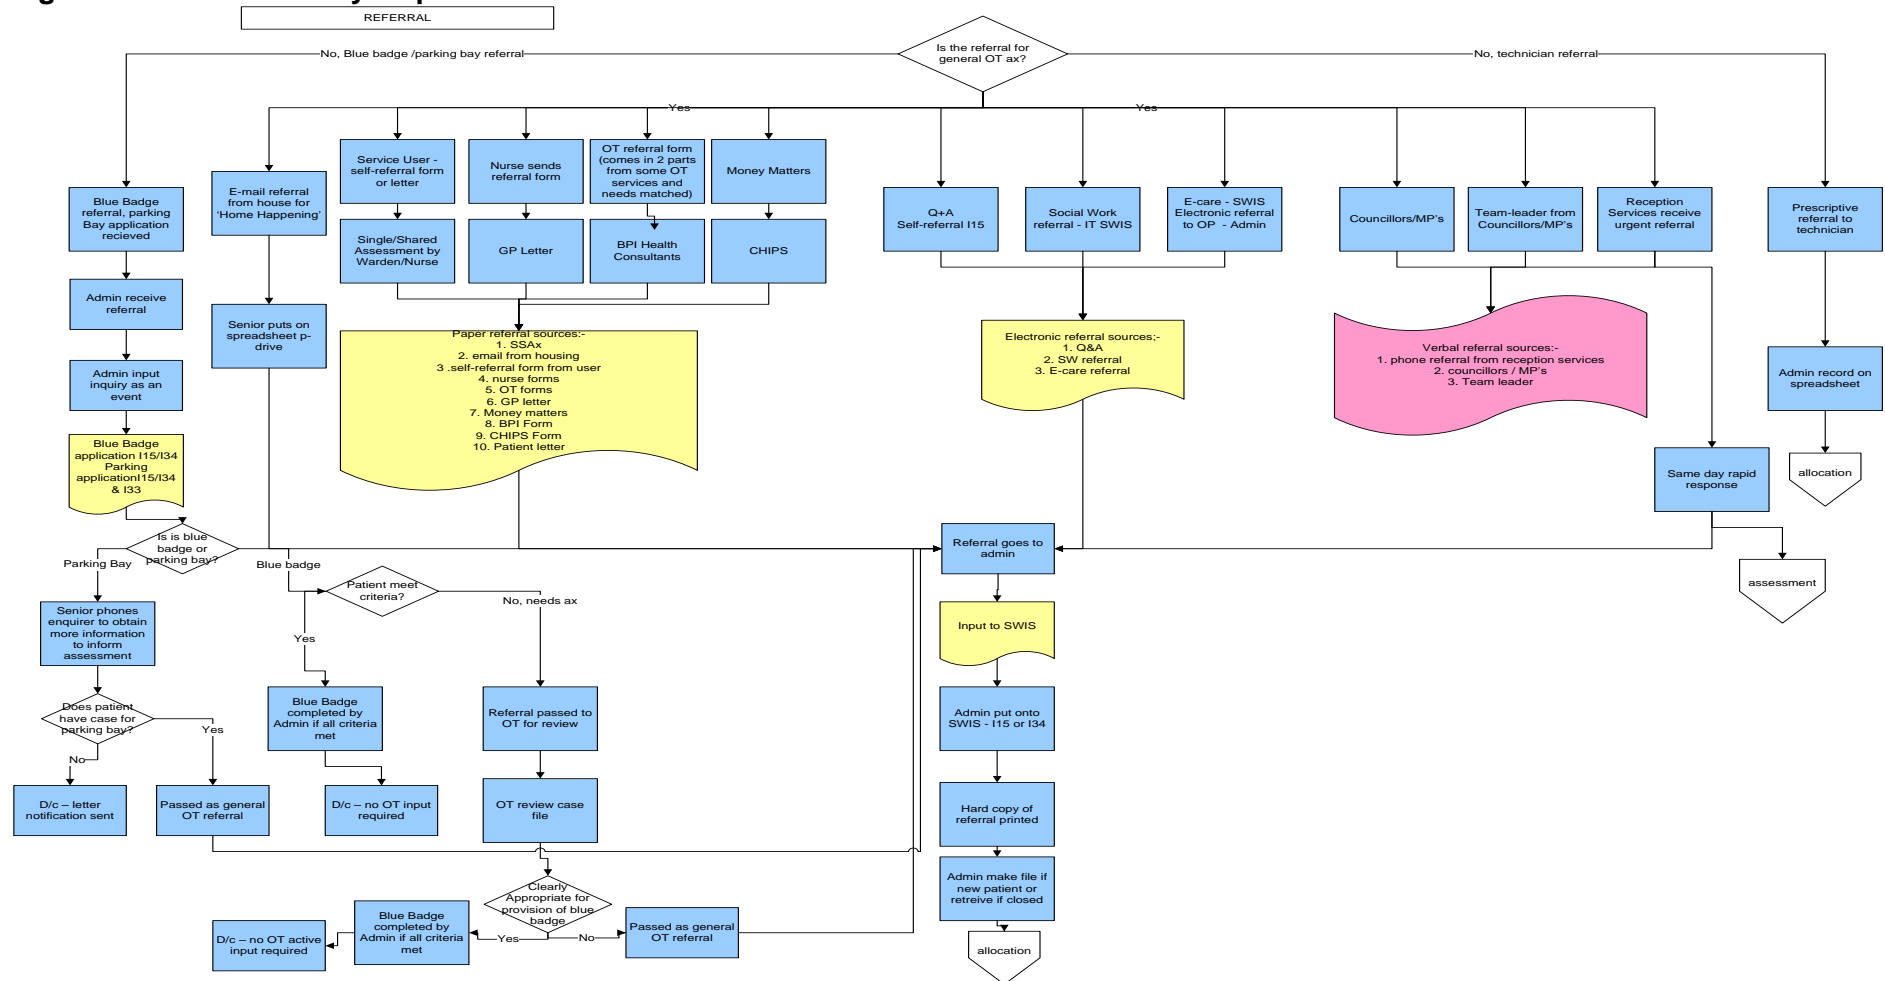 REFERRAL
Is the referral for
general OT ax?
No, Blue badge /parking bay referral
No, technician referral
Yes
Yes
Blue Badge
referral, parking
Bay application
recieved
E-mail referral
from house for
‘Home Happening’
Service User -
self-referral form
or letter
Nurse sends
referral form
OT referral form
(comes in 2 parts
from some OT
services and
needs matched)
Money Matters
Single/Shared
Assessment by
Warden/Nurse
GP Letter
BPI Health
Consultants
CHIPS
Q+A
Self-referral I15
Social Work
referral - IT SWIS
E-care - SWIS
Electronic referral
to OP - Admin
Councillors/MP's
Team-leader from
Councillors/MP's
Reception
Services receive
urgent referral
Prescriptive
referral to
technician
Admin receive
referral
Senior puts on
spreadsheet p-
drive
Admin input
inquiry as an
event
Paper referral sources:-
1. SSAx
2. email from housing
3 .self-referral form from user
4. nurse forms
5. OT forms
6. GP letter
7. Money matters
8. BPI Form
9. CHIPS Form
10. Patient letter
Electronic referral sources;-
1. Q&A
2. SW referral
3. E-care referral
Verbal referral sources:-
1. phone referral from reception services
2. councillors / MP's
3. Team leader
Admin record on
spreadsheet
Blue Badge
application I15/I34
Parking
applicationI15/I34
& I33
Same day rapid
response
allocation
Is is blue
badge or
parking bay?
Parking Bay
Blue badge
Referral goes to
admin
assessment
Patient meet
criteria?
No, needs ax
Yes
Senior phones
enquirer to obtain
more information
to inform
assessment
Input to SWIS
Does patient
have case for
parking bay?
Yes
No
Blue Badge
completed by
Admin if all criteria
met
Referral passed to
OT for review
Admin put onto
SWIS - I15 or I34
D/c – letter
notification sent
Passed as general
OT referral
D/c – no OT input
required
OT review case
file
Hard copy of
referral printed
Clearly
Appropriate for
provision of blue
badge
Admin make file if
new patient or
retreive if closed
D/c – no OT active
input required
Blue Badge
completed by
Admin if all criteria
met
Yes
No
Passed as general
OT referral
allocation